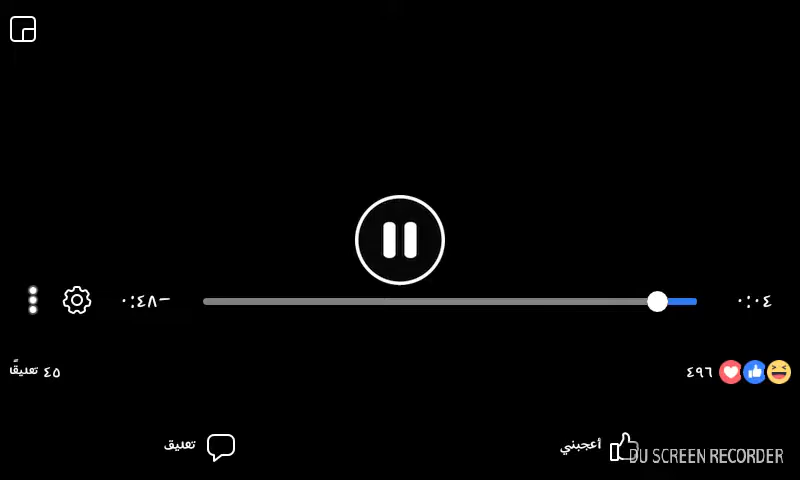 ٠:٠٤
-٠:٤٨
٤٩٦
٤٥ تعليقًا
أعجبني
تعليق
DU SCREEN RECORDER